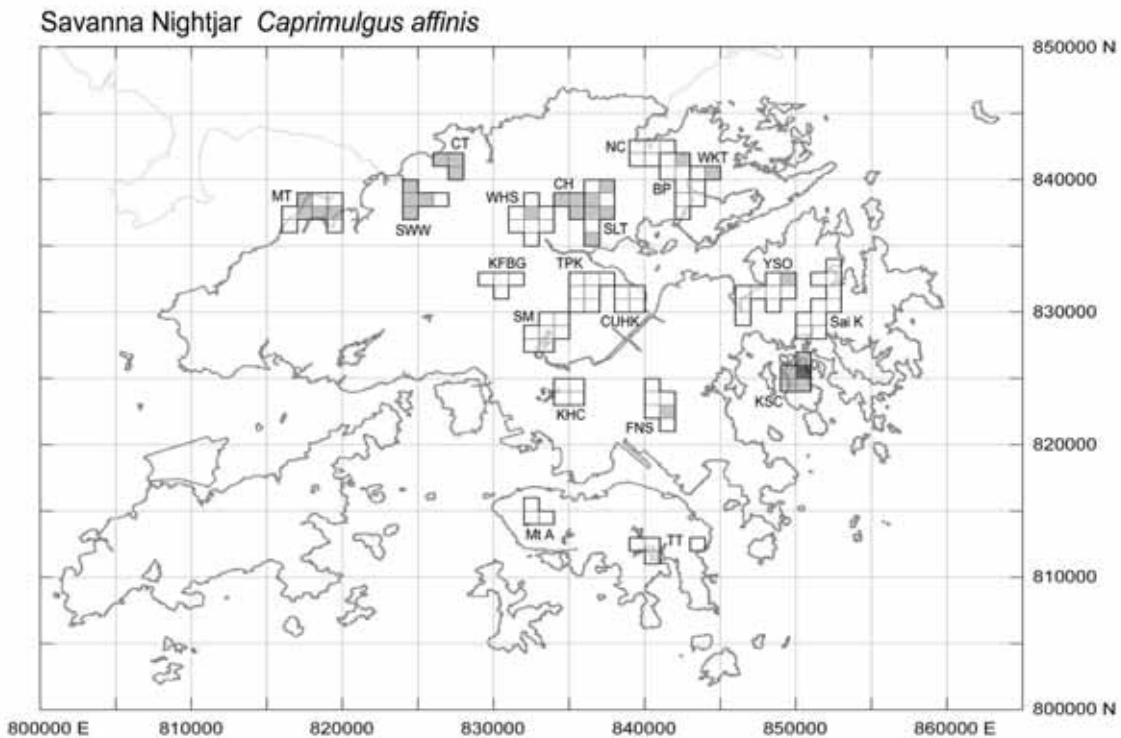 Savanna Nightjar Caprimulgus affinis
850000 N
CT
NC
WKT
MT
WHS
CH
BP
840000
SWW
SLT
KFBG
TPK
YSO
830000
SM
CUHK
Sai K
KSC
KHC
FNS
820000
Mt A
TT
810000
800000 N
800000 E
810000
820000
830000
840000
850000
860000